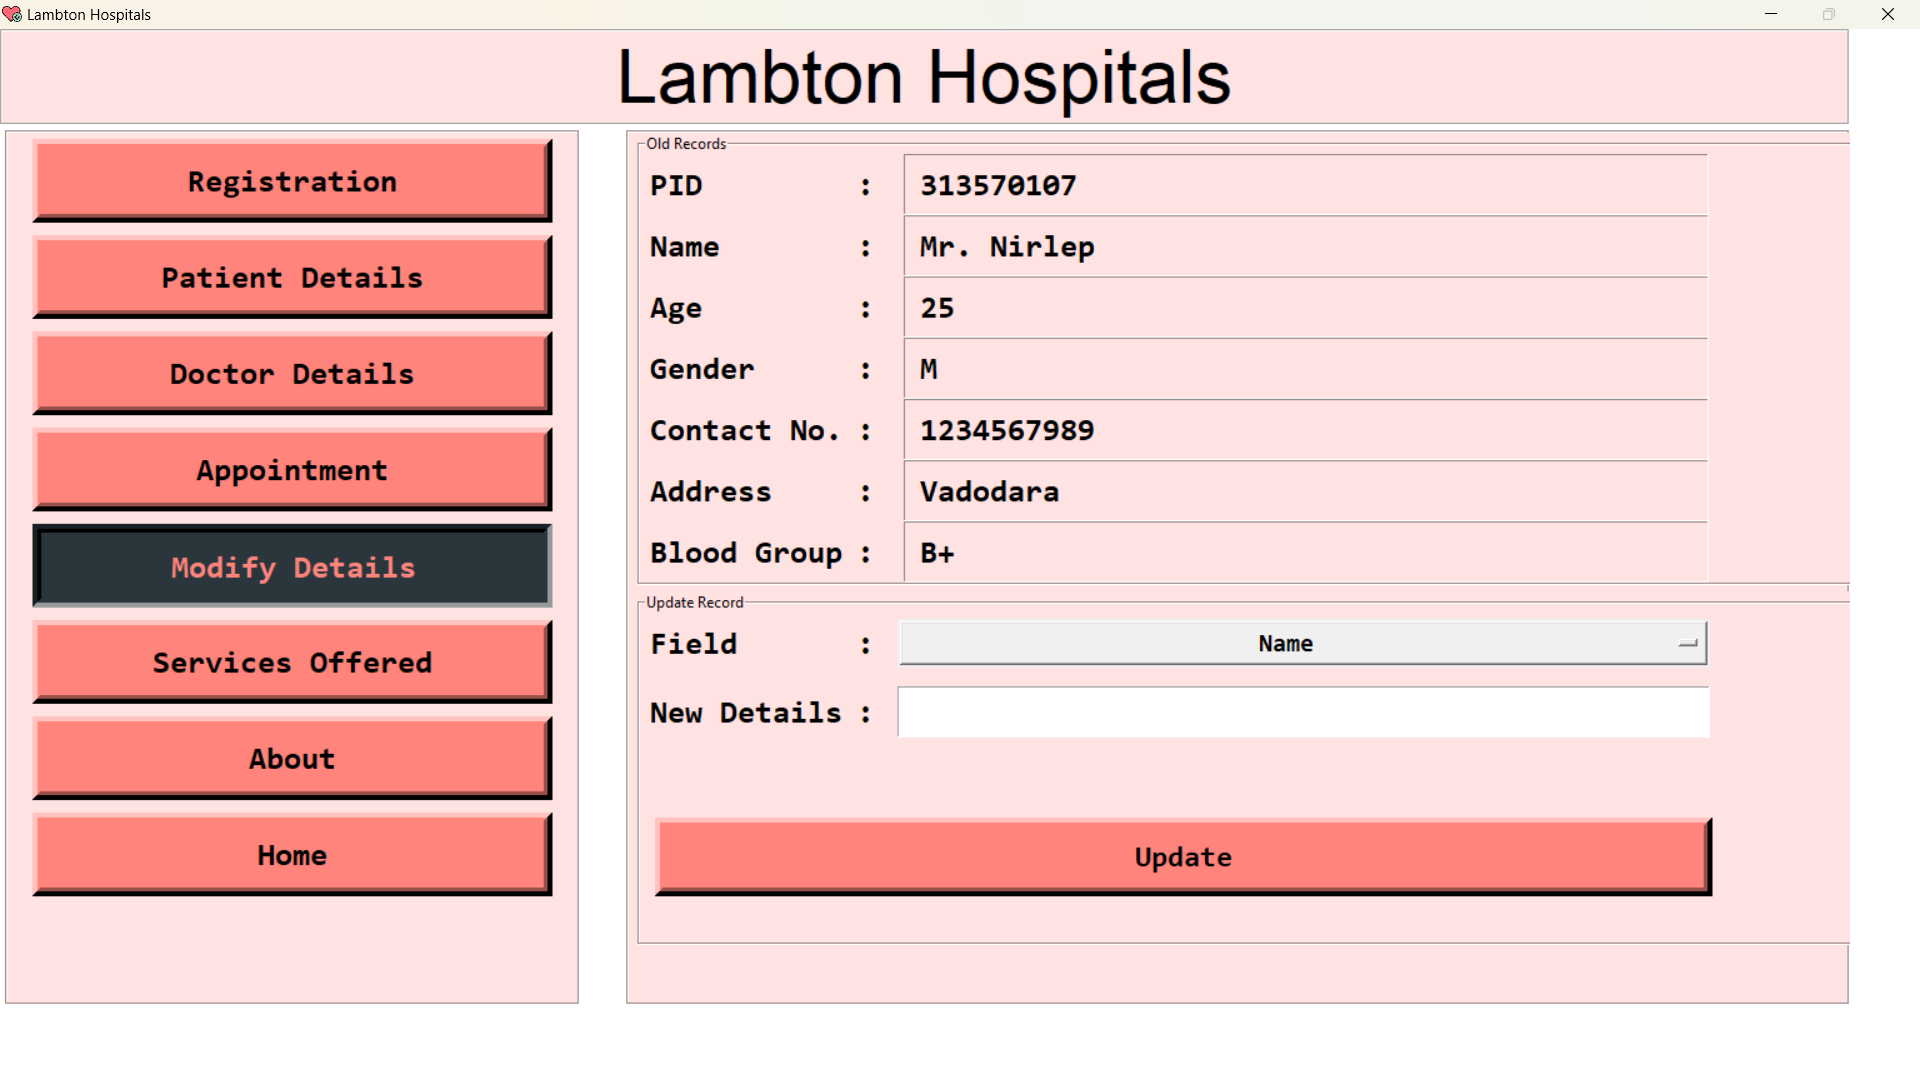 Lambton Hospitals
Lambton Hospitals
Registration
Patient Details
Doctor Details
Appointment
Modify Details
Services Offered
About
Home
Old Records
PID : 313570107
Name : Mr. Nirlep
Age : 25
Gender : M
Contact No. : 1234567989
Address : Vadodara
Blood Group : B+
Update Record
Field : Name
New Details :
Update